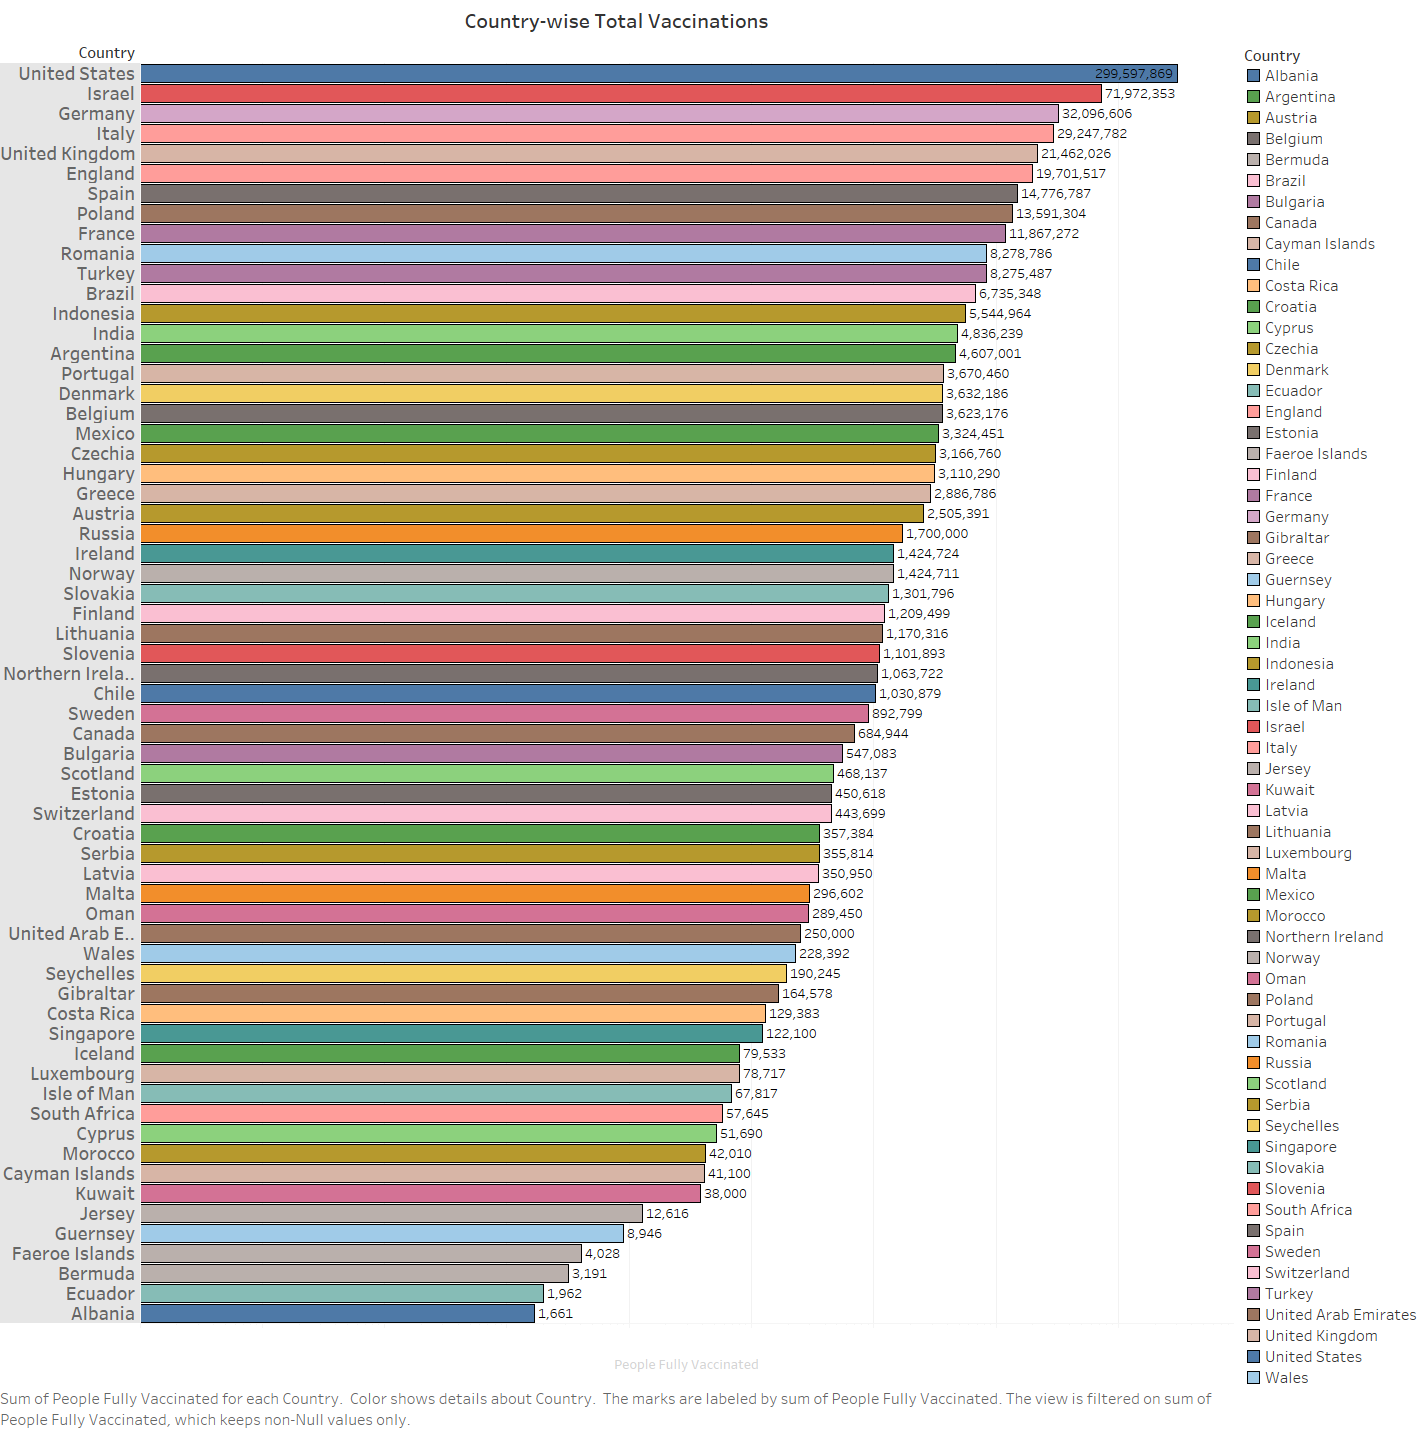 Country-wise Total Vaccinations
Country
United States 299,597,869
Israel 71,972,353
Germany 32,096,606
Italy 29,247,782
United Kingdom 21,462,026
England 19,701,517
Spain 14,776,787
Poland 13,591,304
France 11,867,272
Romania 8,278,786
Turkey 8,275,487
Brazil 6,735,348
Indonesia 5,544,964
India 4,836,239
Argentina 4,607,001
Portugal 3,670,460
Denmark 3,632,186
Belgium 3,623,176
Mexico 3,324,451
Czechia 3,166,760
Hungary 3,110,290
Greece 2,886,786
Austria 2,505,391
Russia 1,700,000
Ireland 1,424,724
Norway 1,424,711
Slovakia 1,301,796
Finland 1,209,499
Lithuania 1,170,316
Slovenia 1,101,893
Northern Irela.. 1,063,722
Chile 1,030,879
Sweden 892,799
Canada 684,944
Bulgaria 547,083
Scotland 468,137
Estonia 450,618
Switzerland 443,699
Croatia 357,384
Serbia 355,814
Latvia 350,950
Malta 296,602
Oman 289,450
United Arab E.. 250,000
Wales 228,392
Seychelles 190,245
Gibraltar 164,578
Costa Rica 129,383
Singapore 122,100
Iceland 79,533
Luxembourg 78,717
Isle of Man 67,817
South Africa 57,645
Cyprus 51,690
Morocco 42,010
Cayman Islands 41,100
Kuwait 38,000
Jersey 12,616
Guernsey 8,946
Faeroe Islands 4,028
Bermuda 3,191
Ecuador 1,962
Albania 1,661
People Fully Vaccinated
Country
Albania
Argentina
Austria
Belgium
Bermuda
Brazil
Bulgaria
Canada
Cayman Islands
Chile
Costa Rica
Croatia
Cyprus
Czechia
Denmark
Ecuador
England
Estonia
Faeroe Islands
Finland
France
Germany
Gibraltar
Greece
Guernsey
Hungary
Iceland
India
Indonesia
Ireland
Isle of Man
Israel
Italy
Jersey
Kuwait
Latvia
Lithuania
Luxembourg
Malta
Mexico
Morocco
Northern Ireland
Norway
Oman
Poland
Portugal
Romania
Russia
Scotland
Serbia
Seychelles
Singapore
Slovakia
Slovenia
South Africa
Spain
Sweden
Switzerland
Turkey
United Arab Emirates
United Kingdom
United States
Wales
Sum of People Fully Vaccinated for each Country. Color shows details about Country. The marks are labeled by sum of People Fully Vaccinated. The view is filtered on sum of
People Fully Vaccinated, which keeps non-Null values only.